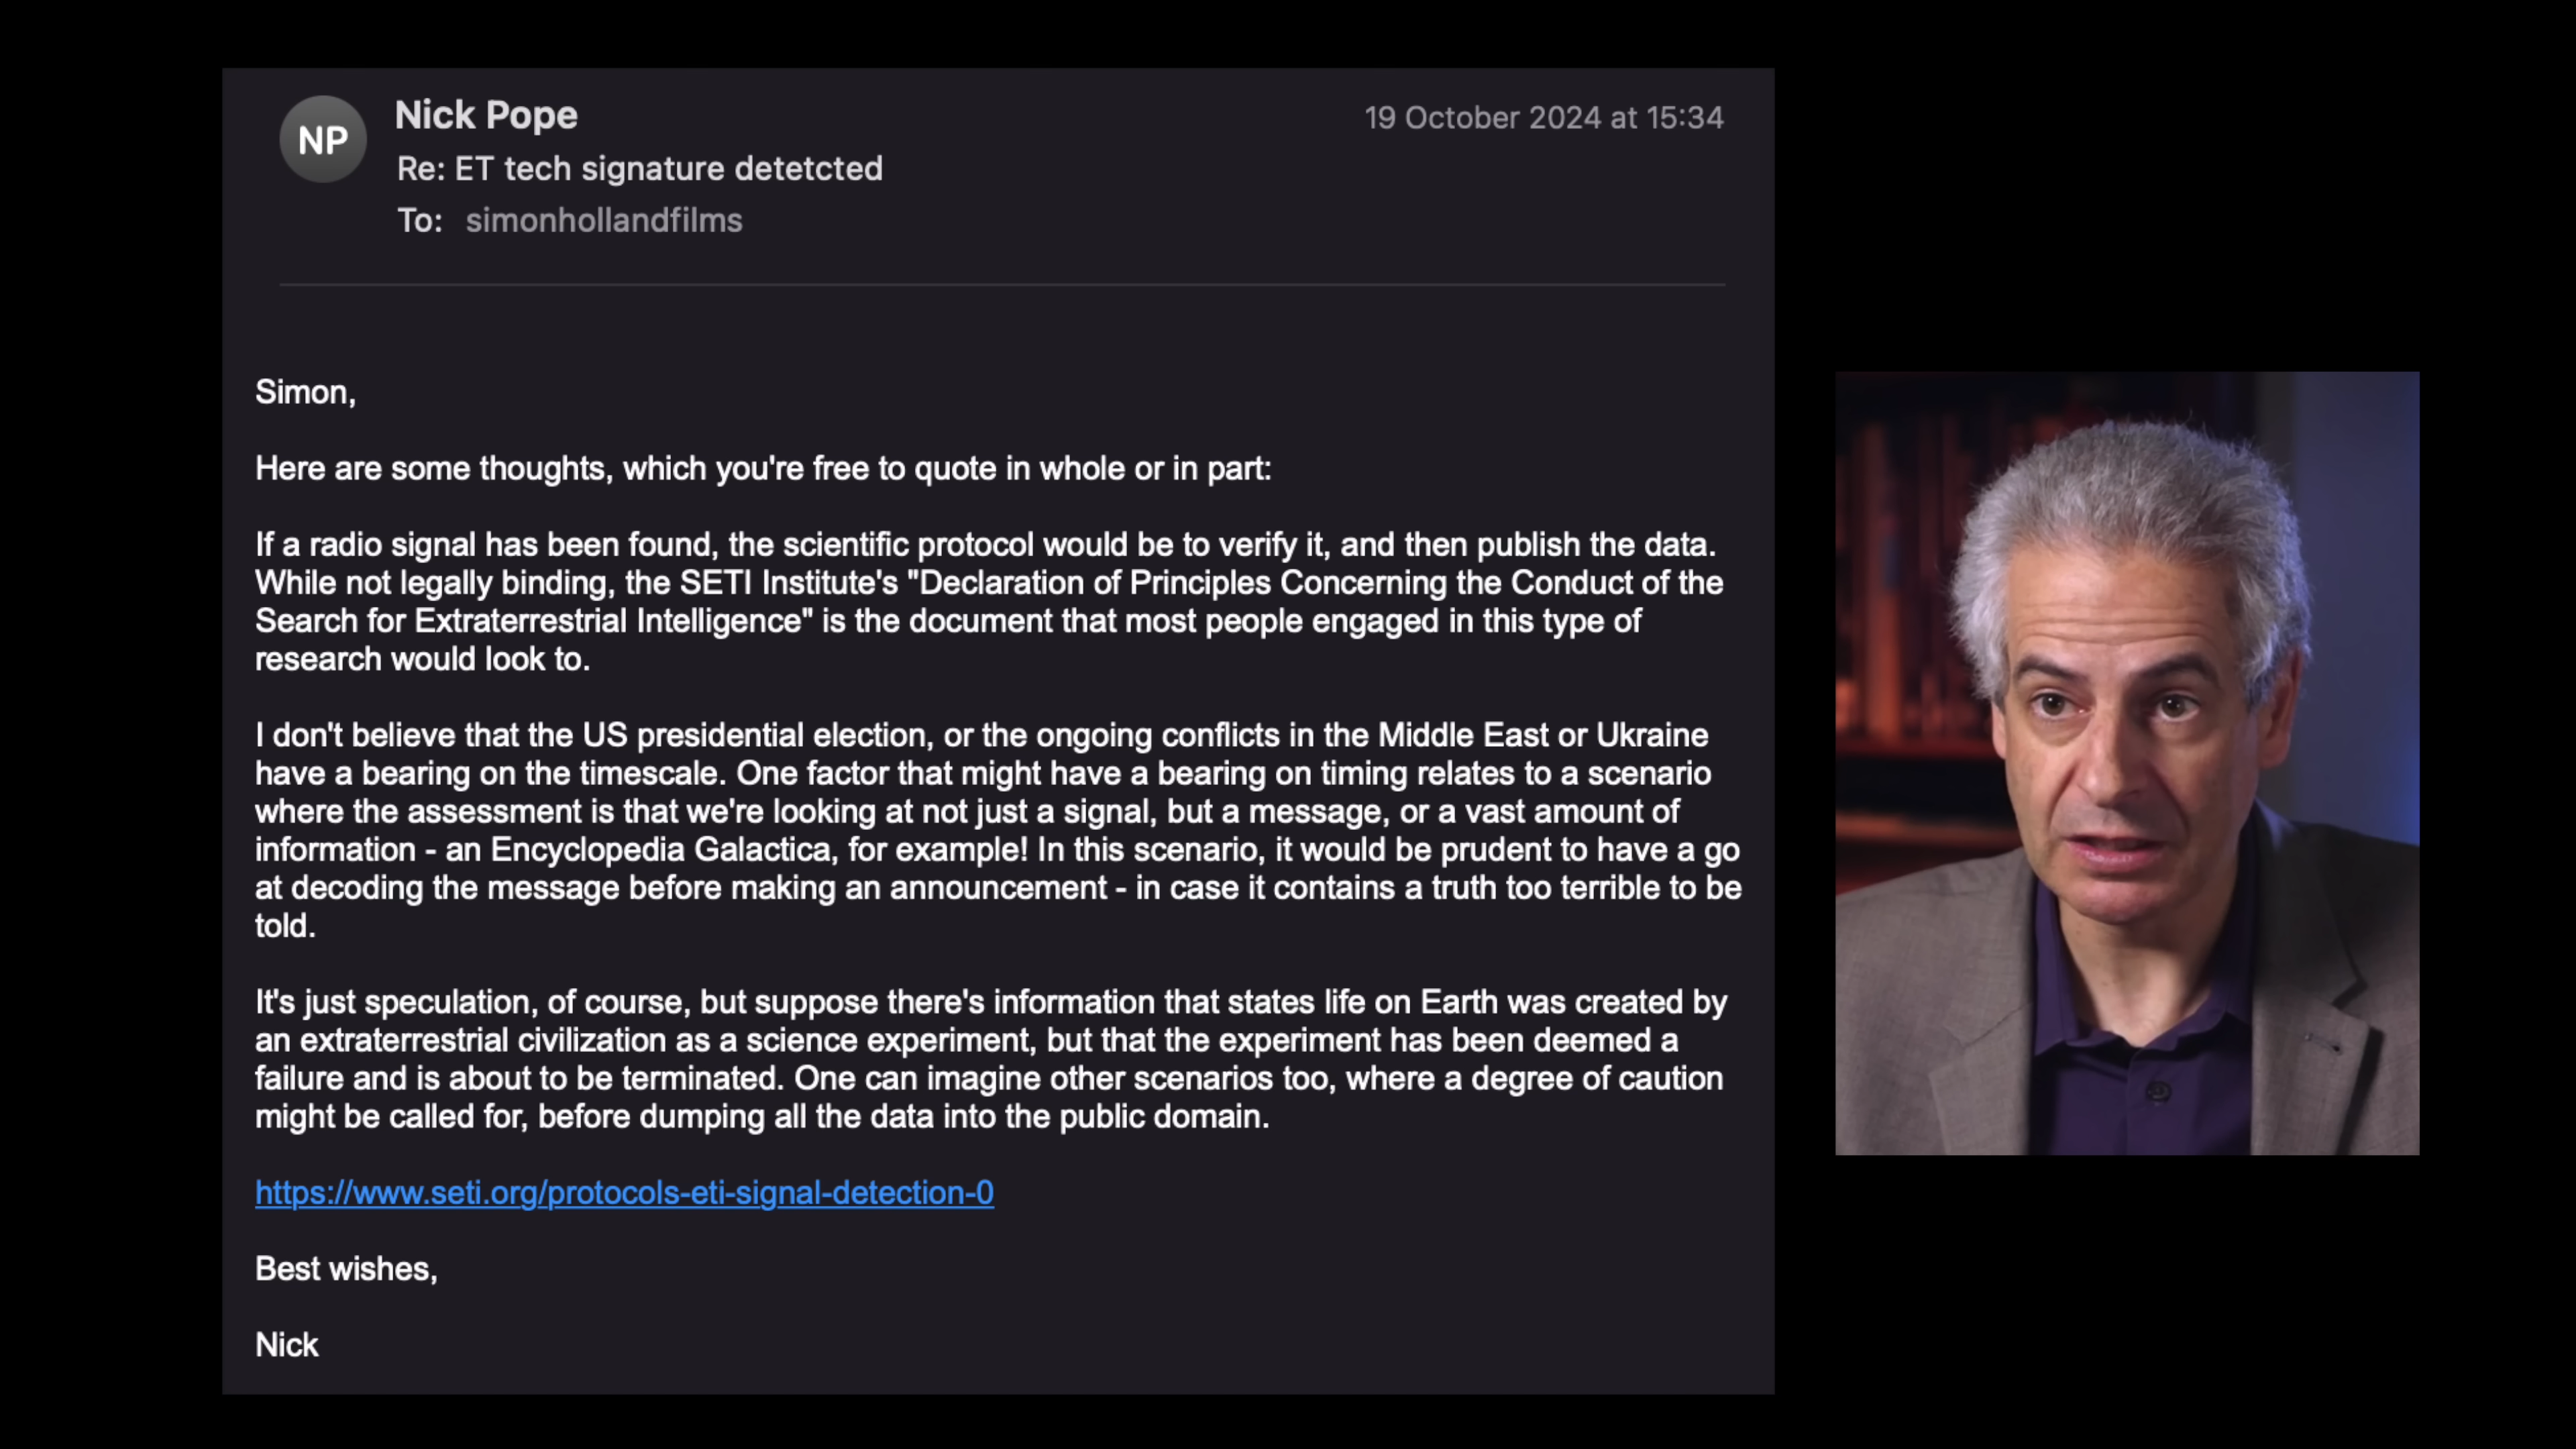 NP
Nick Pope
19 October 2024 at 15:34
Re: ET tech signature detetcted
To: simonhollandfilms
Simon,
Here are some thoughts, which you're free to quote in whole or in part:
If a radio signal has been found, the scientific protocol would be to verify it, and then publish the data.
While not legally binding, the SETI Institute's "Declaration of Principles Concerning the Conduct of the
Search for Extraterrestrial Intelligence" is the document that most people engaged in this type of
research would look to.
I don't believe that the US presidential election, or the ongoing conflicts in the Middle East or Ukraine
have a bearing on the timescale. One factor that might have a bearing on timing relates to a scenario
where the assessment is that we're looking at not just a signal, but a message, or a vast amount of
information - an Encyclopedia Galactica, for example! In this scenario, it would be prudent to have a go
at decoding the message before making an announcement - in case it contains a truth too terrible to be
told.
It's just speculation, of course, but suppose there's information that states life on Earth was created by
an extraterrestrial civilization as a science experiment, but that the experiment has been deemed a
failure and is about to be terminated. One can imagine other scenarios too, where a degree of caution
might be called for, before dumping all the data into the public domain.
https://www.seti.org/protocols-eti-signal-detection-0
Best wishes,
Nick